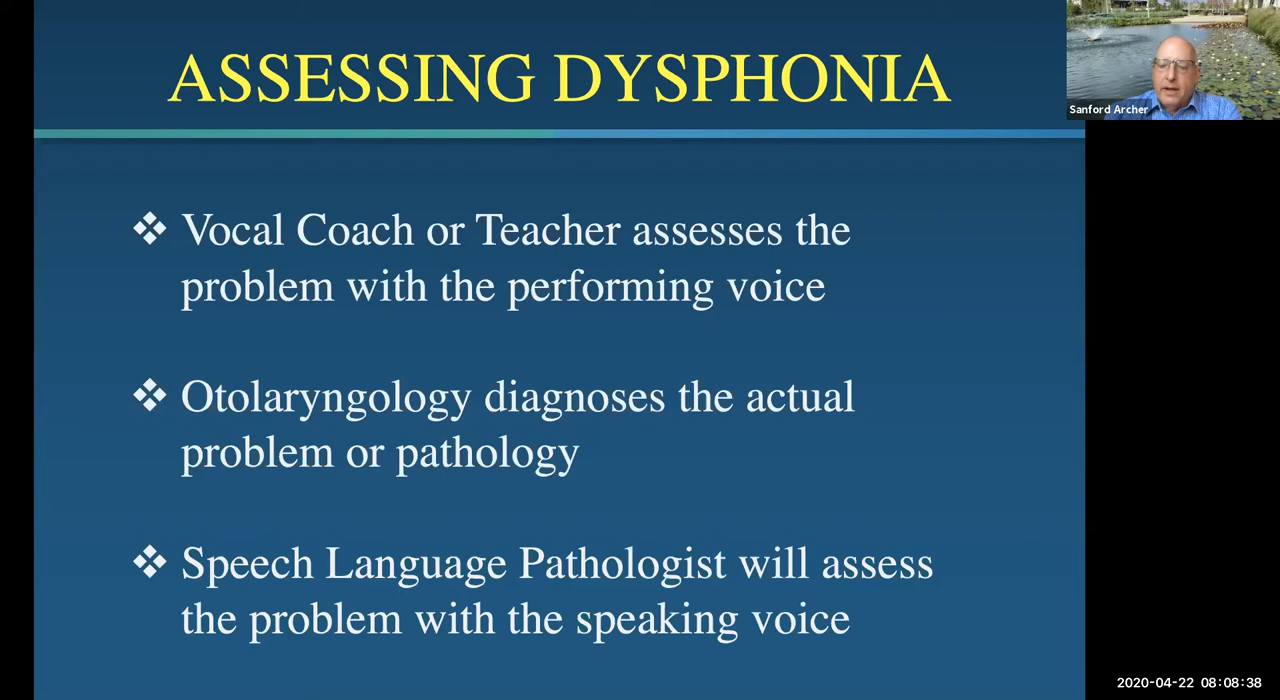 ASSESSING DYSPHONIA
Sanford Archer
❖ Vocal Coach or Teacher assesses the
problem with the performing voice
❖ Otolaryngology diagnoses the actual
problem or pathology
❖ Speech Language Pathologist will assess
the problem with the speaking voice
2020-04-22 08:08:38